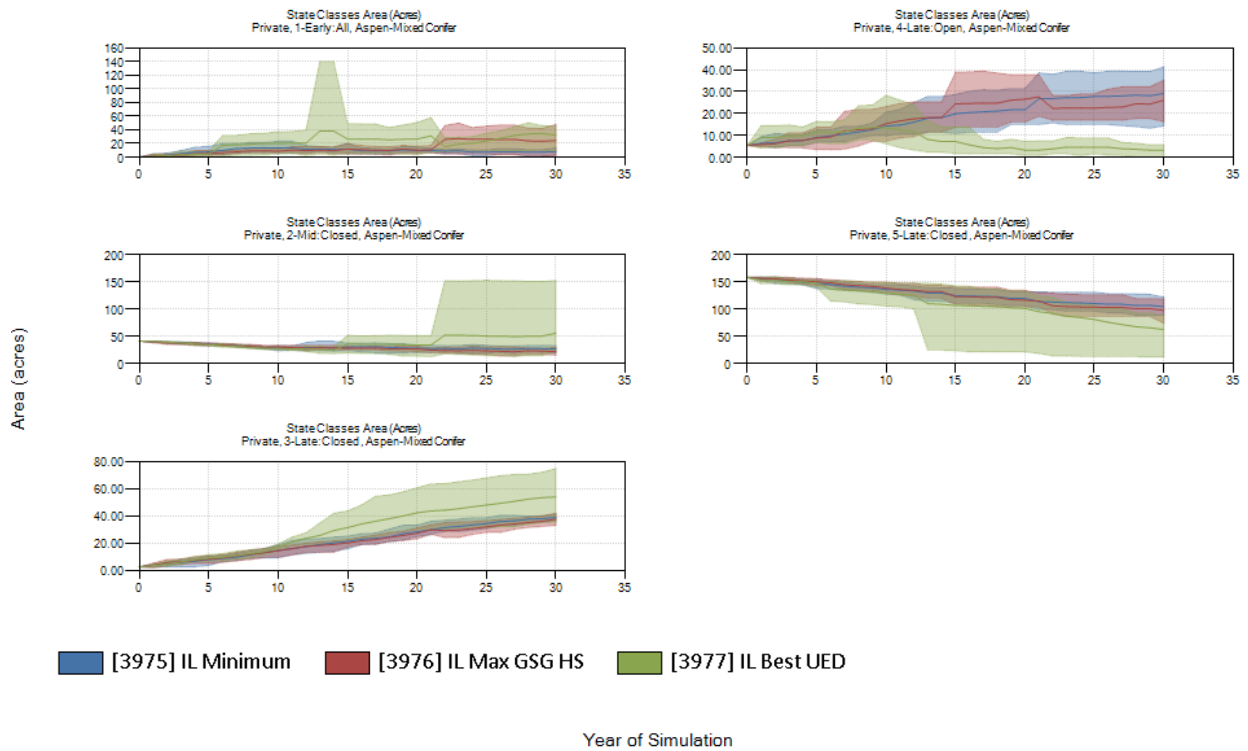 State Classes Area (Acres)
Private, 1-Early:All, Aspen-Mixed Conifer
160
140
120
100
80
60
40
20
0
0 5 10 15 20 25 30 35
State Classes Area (Acres)
Private, 4-Late:Open, Aspen-Mixed Conifer
50.00
40.00
30.00
20.00
10.00
0.00
0 5 10 15 20 25 30 35
State Classes Area (Acres)
Private, 2-Mid:Closed, Aspen-Mixed Conifer
200
150
100
50
0
0 5 10 15 20 25 30 35
State Classes Area (Acres)
Private, 5-Late:Closed, Aspen-Mixed Conifer
200
150
100
50
0
0 5 10 15 20 25 30 35
State Classes Area (Acres)
Private, 3-Late:Closed, Aspen-Mixed Conifer
80.00
60.00
40.00
20.00
0.00
0 5 10 15 20 25 30 35
Area (acres)
[3975] IL Minimum [3976] IL Max GSG HS [3977] IL Best UED
Year of Simulation